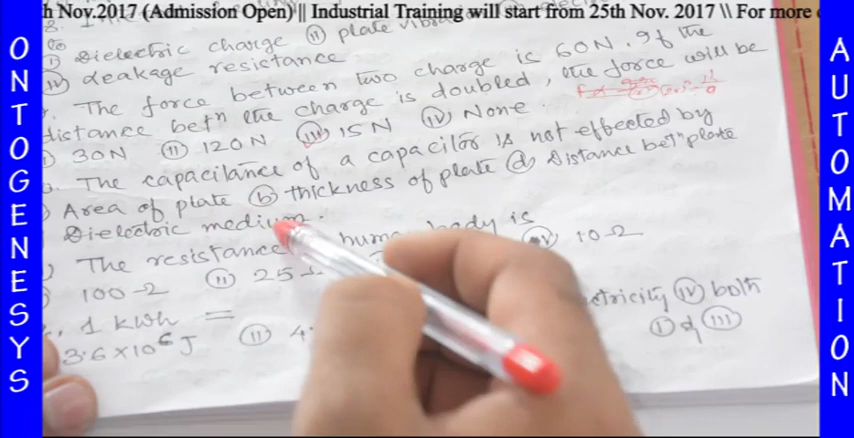 h Nov.2017 (Admission Open) || Industrial Training will start from 25th Nov. 2017 \\ For more
ONTOGENESYS
AUTOMATION
Dielectric charge (ii) plate
(iv) Leakage resistance
The force between two charge is 60N. If the
distance betn the charge is doubled, the force will be
30N (ii) 120N (iii) 15N (iv) None.
The capacitance of a capacitor is not effected by
Area of plate (b) thickness of plate (d) Distance betn plate
Dielectric medium.
The resistance body is
100Ω (ii) 25 10Ω
1 kWh =
3.6×10⁶J (ii) 4. ctricity (iv) both
(i) & (iii)